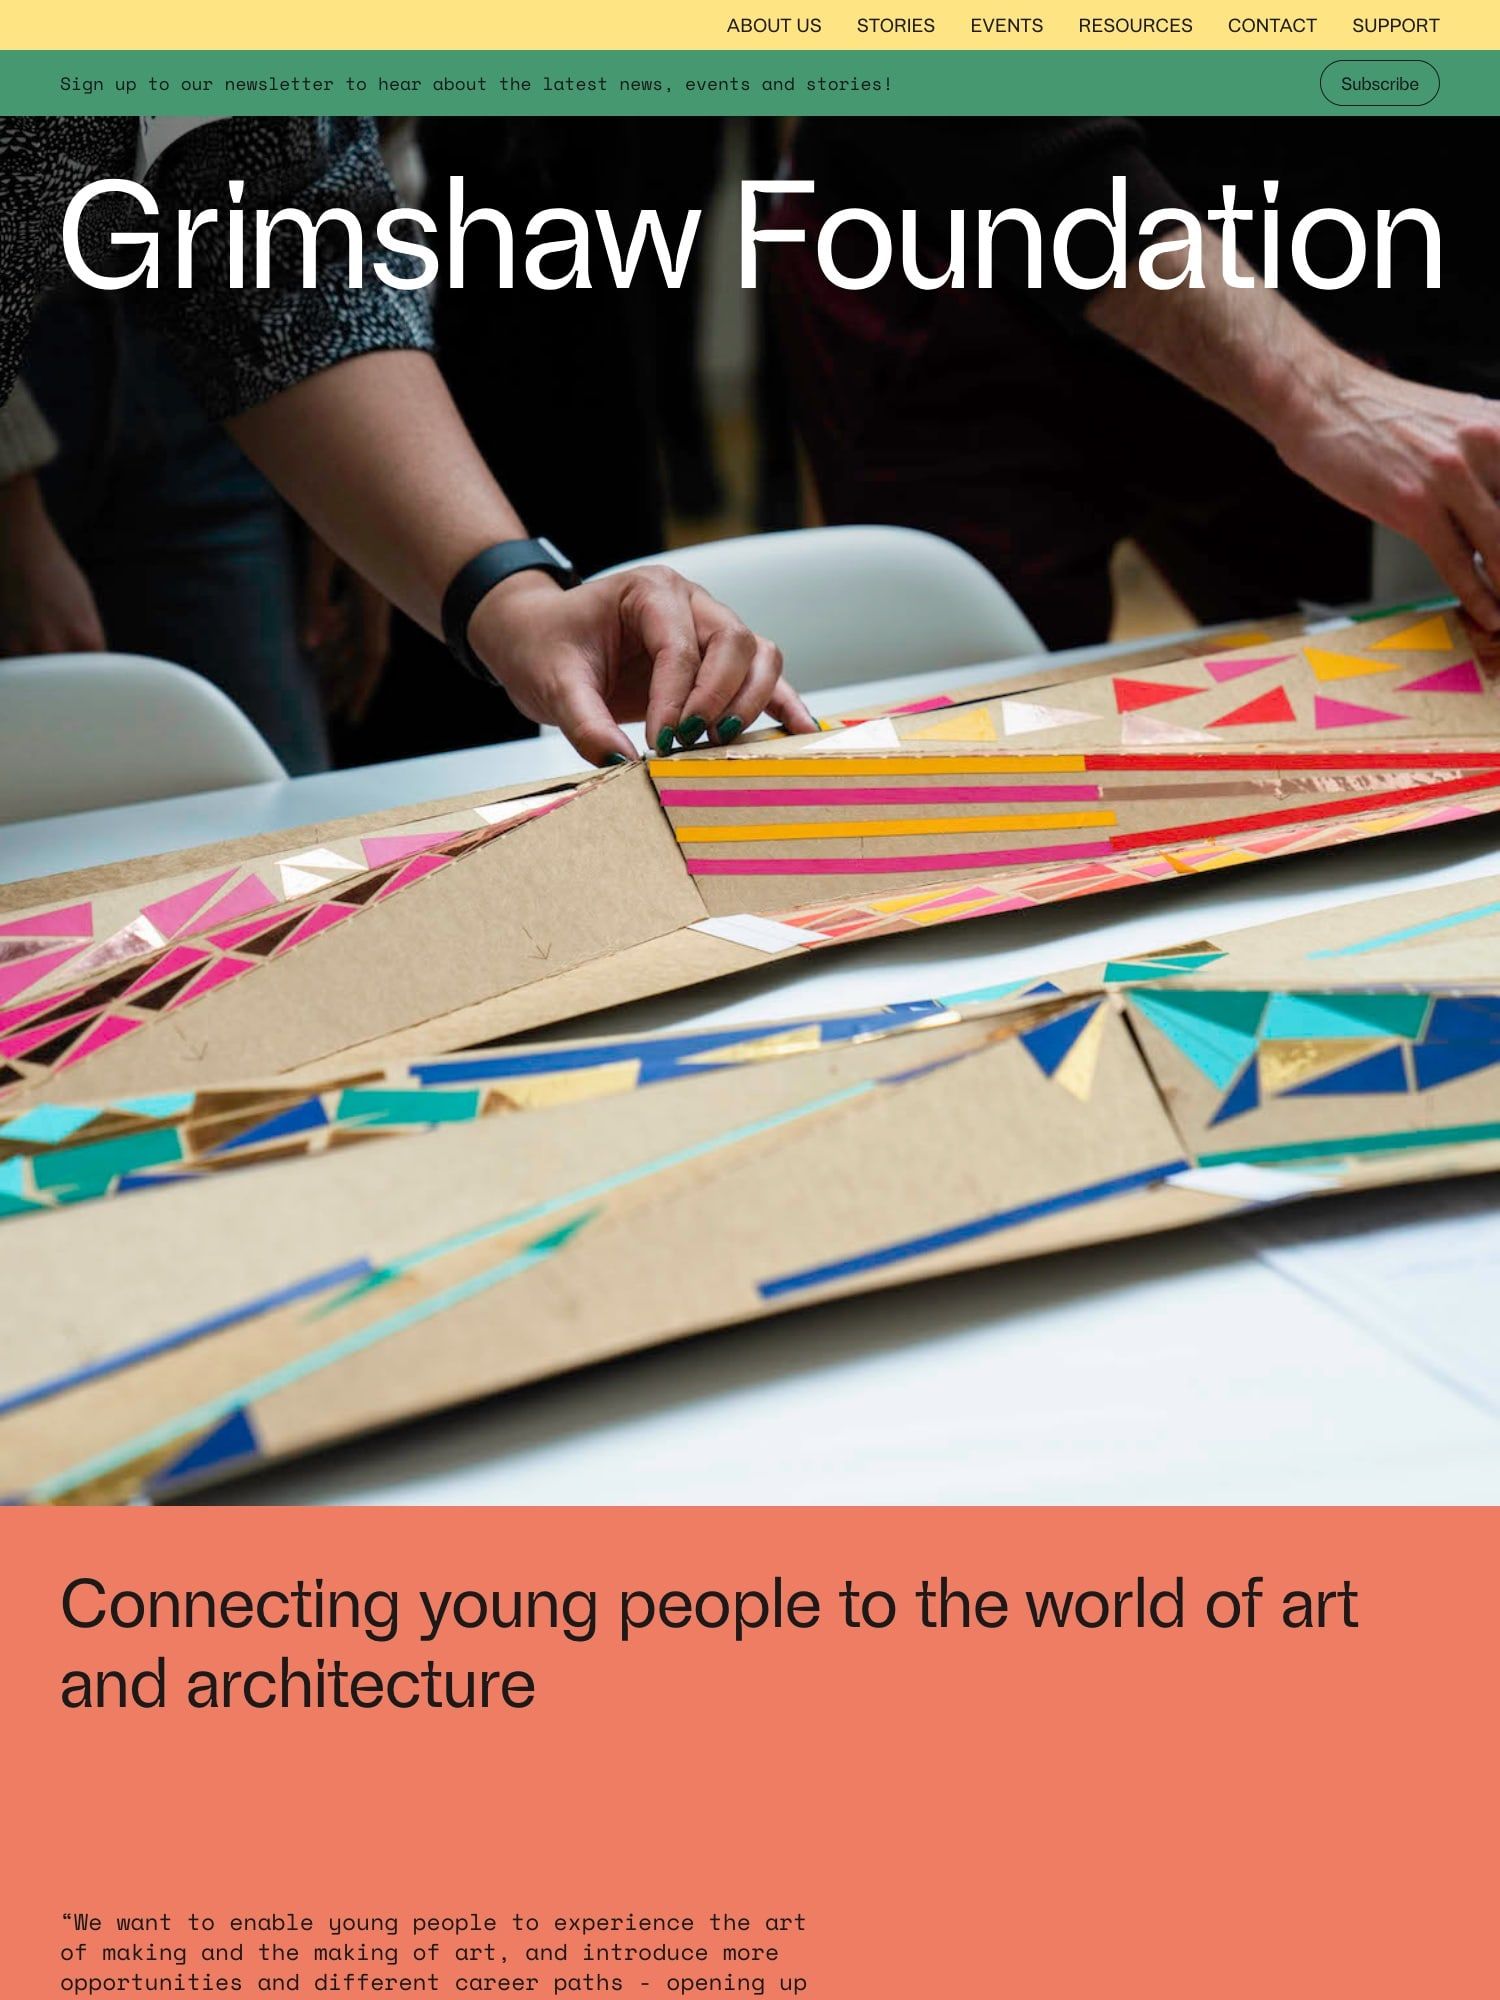 ABOUT US STORIES EVENTS RESOURCES CONTACT SUPPORT
Sign up to our newsletter to hear about the latest news, events and stories! Subscribe
Grimshaw Foundation
Connecting young people to the world of art
and architecture
“We want to enable young people to experience the art
of making and the making of art, and introduce more
opportunities and different career paths - opening up